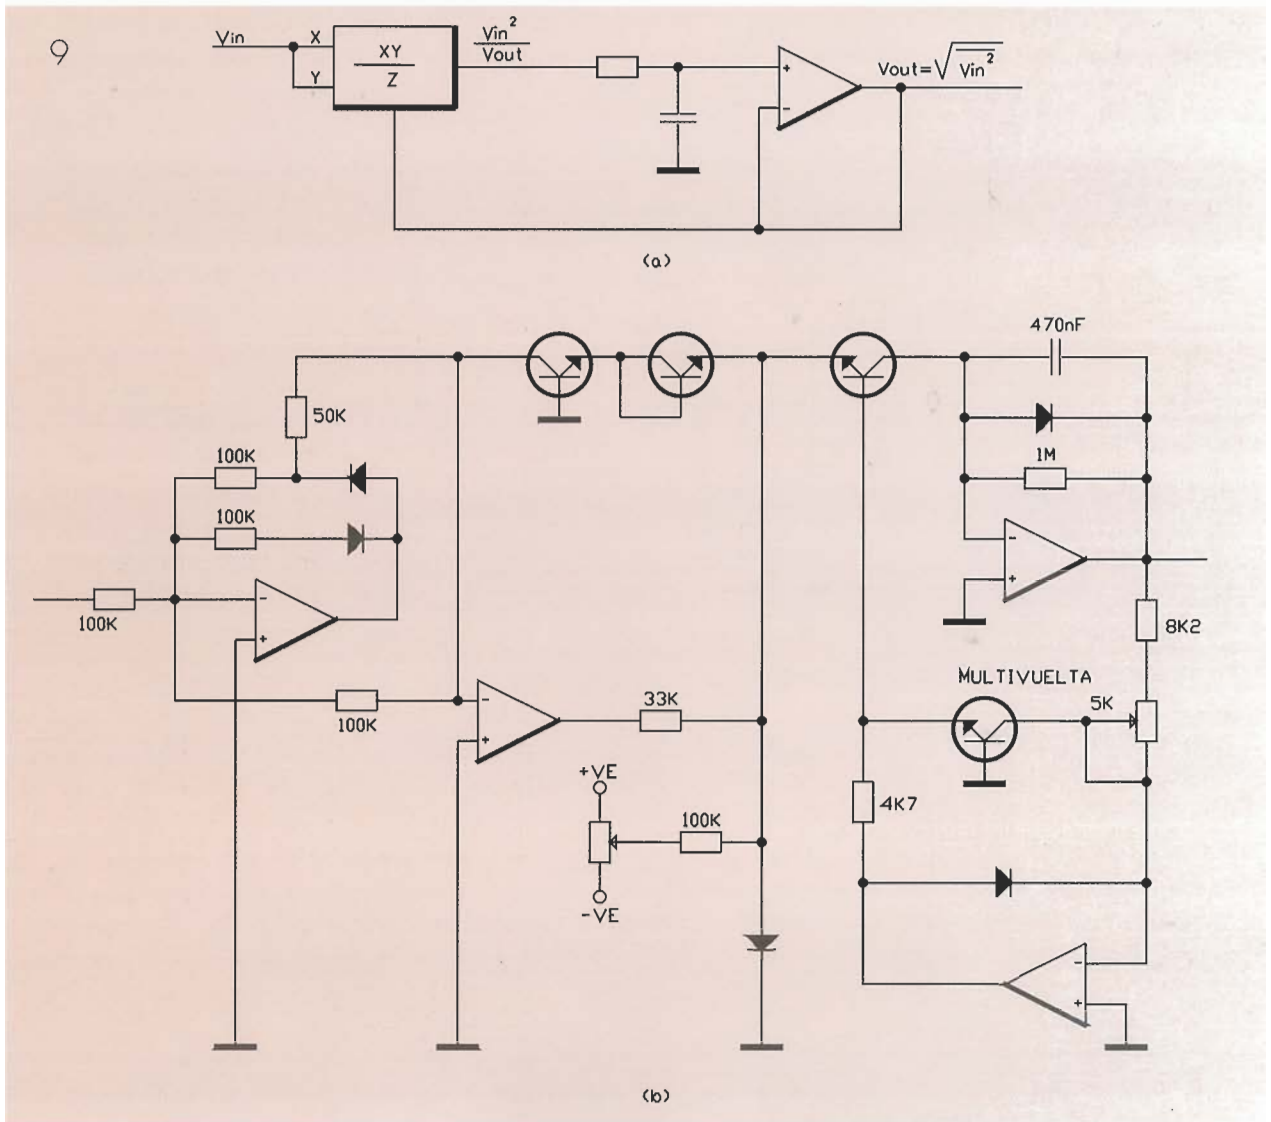 9
Vin
X
Y
XY
Z
Vin²
Vout
+
-
Vout=√Vin²
(a)
470nF
50K
100K
100K
1M
-
+
100K
-
+
8K2
MULTIVUELTA
5K
33K
100K
-
+
+VE
100K
4K7
-VE
-
+
(b)